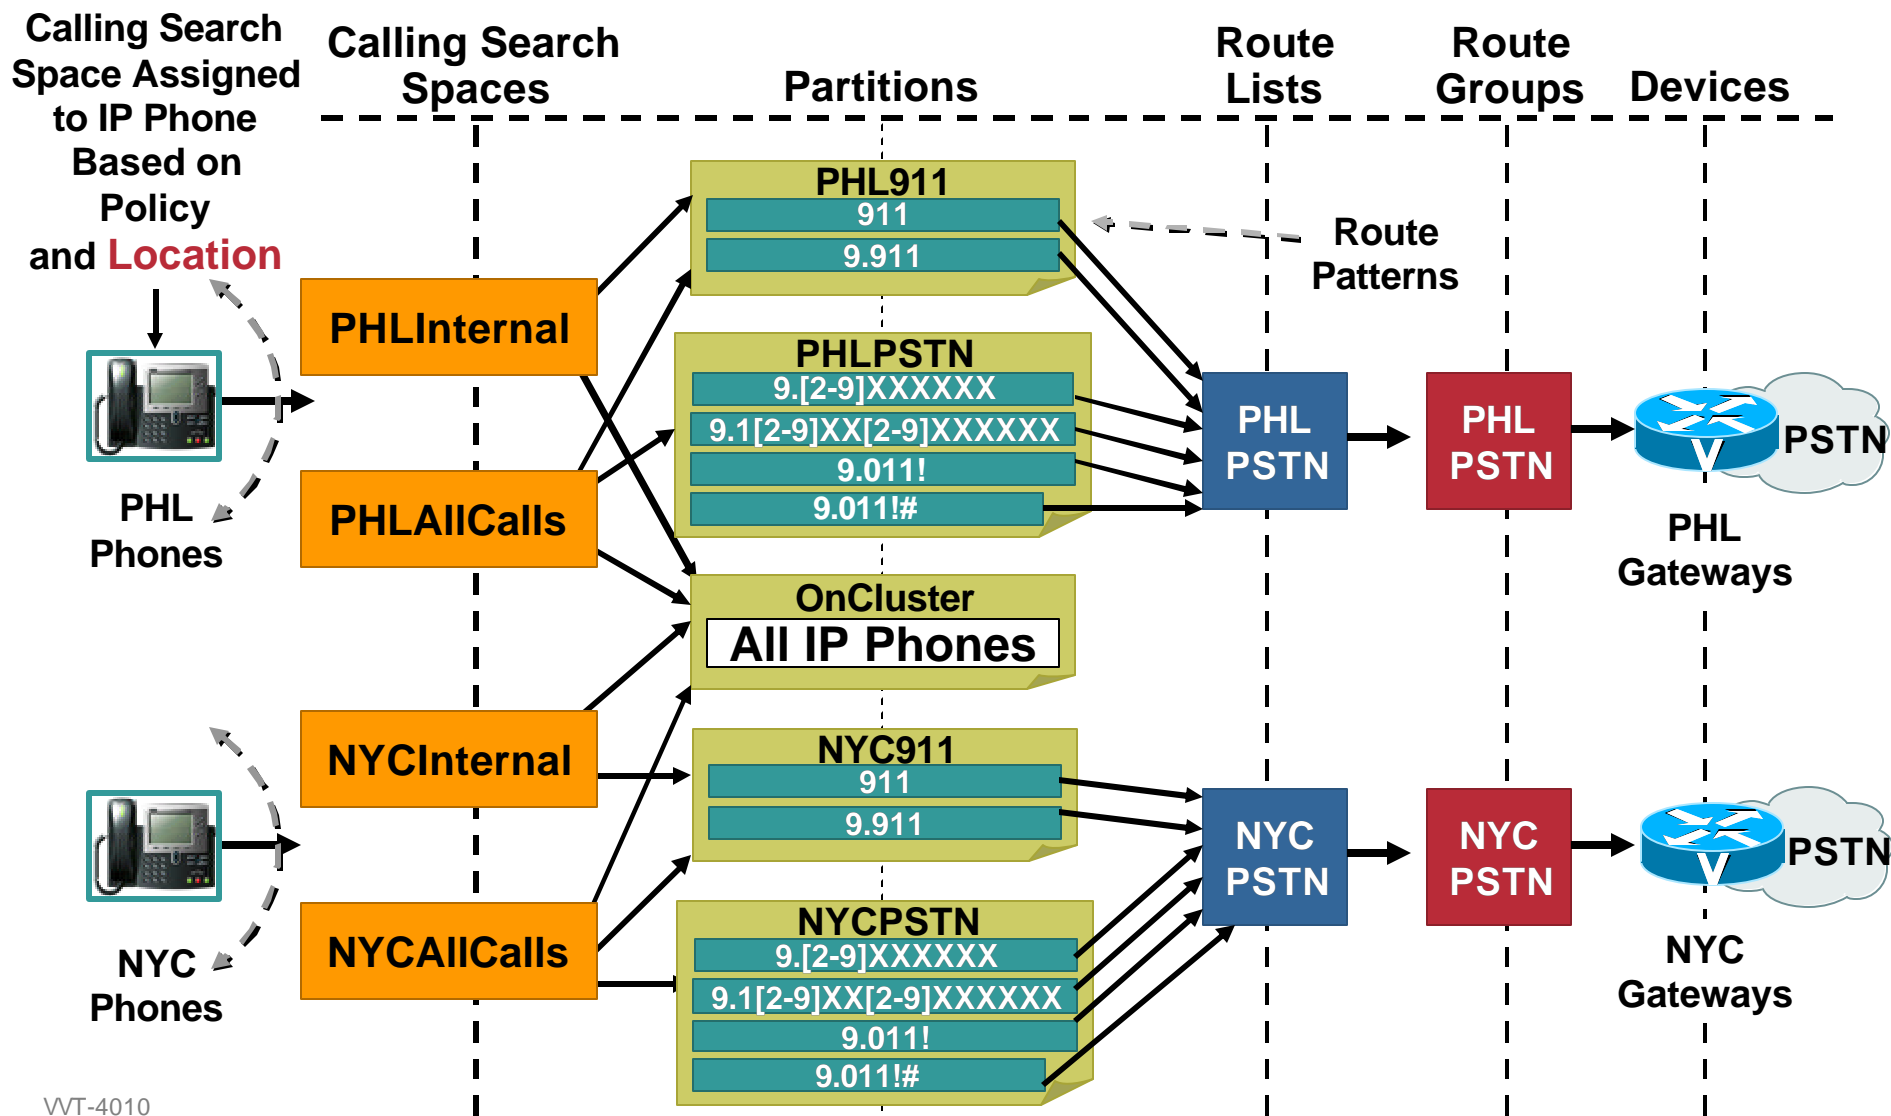 Calling Search
Space Assigned
to IP Phone
Based on
Policy
and Location
Calling Search
Spaces
Partitions
Route
Lists
Route
Groups
Devices
PHL911
911
9.911
Route
Patterns
PHLInternal
PHLPSTN
9.[2-9]XXXXXX
9.1[2-9]XX[2-9]XXXXXX
9.011!
9.011!#
PHL
PSTN
PHL
PSTN
PSTN
PHLAllCalls
PHL
Phones
PHL
Gateways
OnCluster
All IP Phones
NYCInternal
NYC911
911
9.911
NYC
PSTN
NYC
PSTN
PSTN
NYCAllCalls
NYC
Phones
NYCPSTN
9.[2-9]XXXXXX
9.1[2-9]XX[2-9]XXXXXX
9.011!
9.011!#
NYC
Gateways
VVT-4010